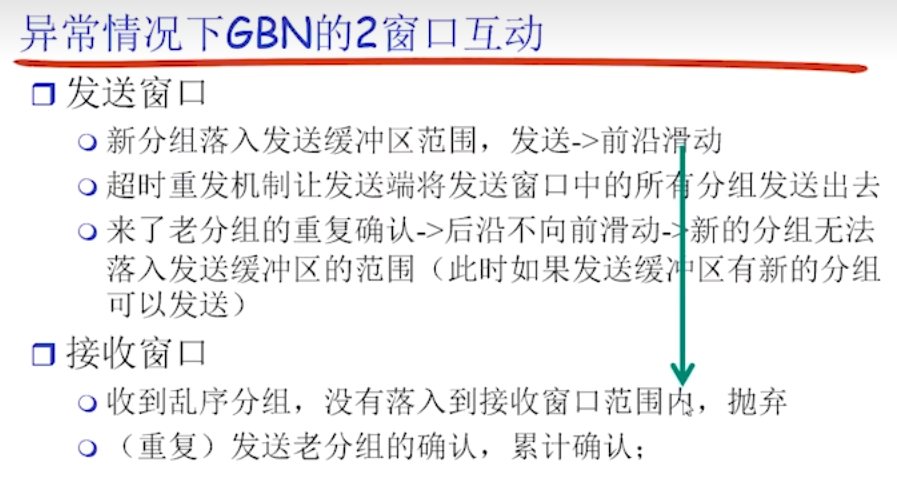 异常情况下GBN的2窗口互动
发送窗口
新分组落入发送缓冲区范围，发送->前沿滑动
超时重发机制让发送端将发送窗口中的所有分组发送出去
来了老分组的重复确认->后沿不向前滑动->新的分组无法
落入发送缓冲区的范围（此时如果发送缓冲区有新的分组
可以发送）
接收窗口
收到乱序分组，没有落入到接收窗口范围内，抛弃
（重复）发送老分组的确认，累计确认；